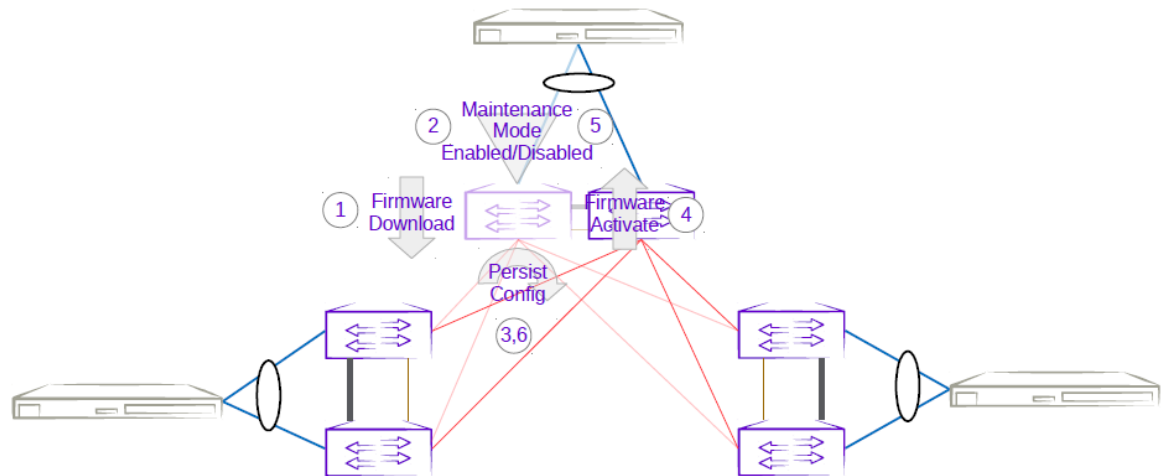 2
Maintenance
Mode
Enabled/Disabled
5
1
Firmware
Download
Firmware
Activate
4
Persist
Config
3,6